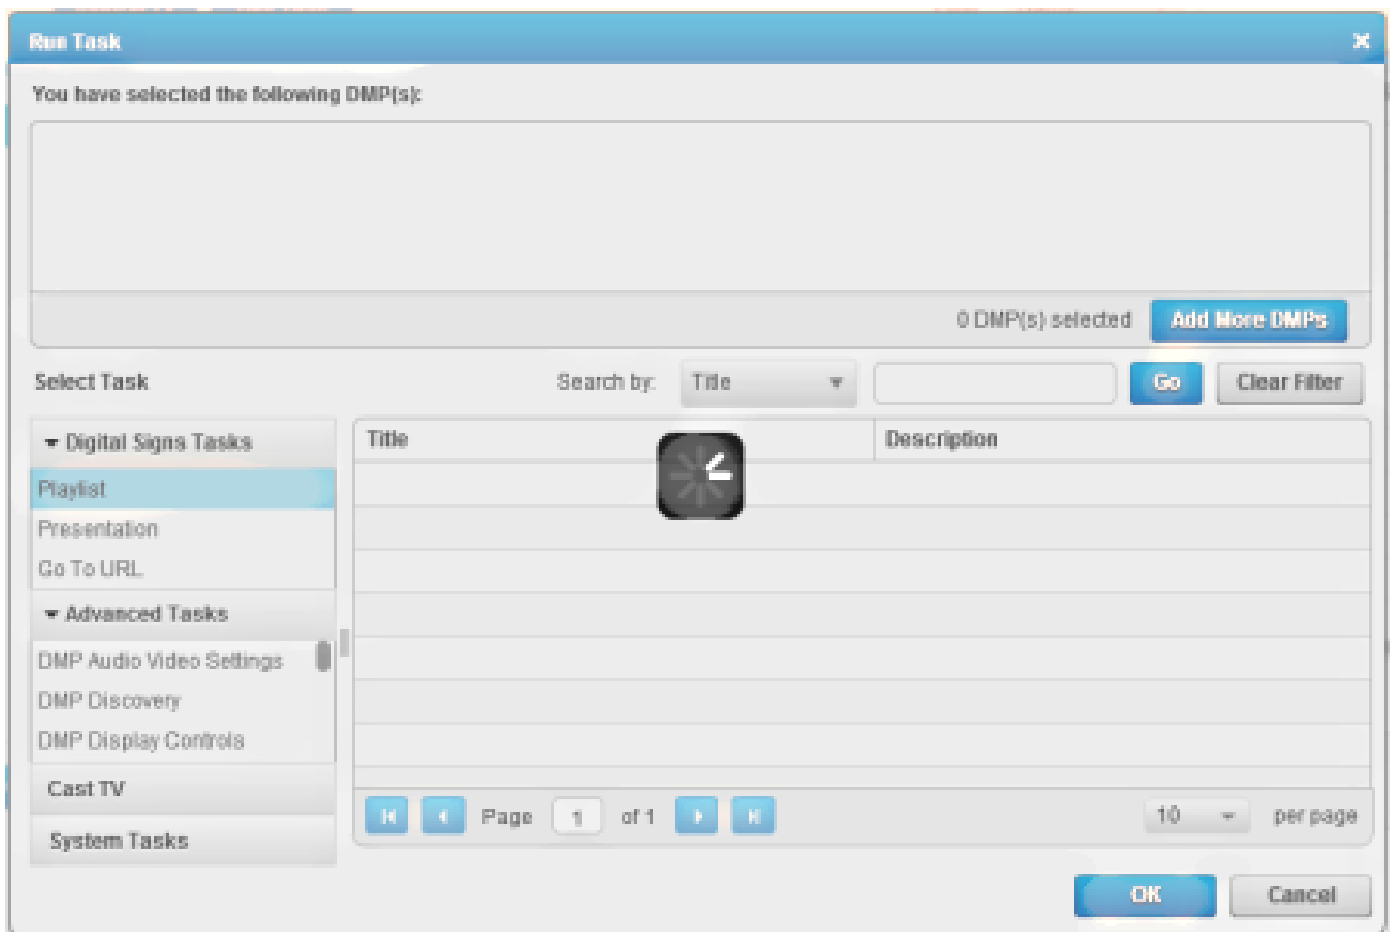 Run Task
You have selected the following DMP(s):
0 DMP(s) selected
Add More DMPs
Select Task
Search by:
Title
Go
Clear Filter
Digital Signs Tasks
Playlist
Presentation
Go To URL
Advanced Tasks
DMP Audio Video Settings
DMP Discovery
DMP Display Controls
Cast TV
System Tasks
Title
Description
Page 1 of 1
10 per page
OK
Cancel